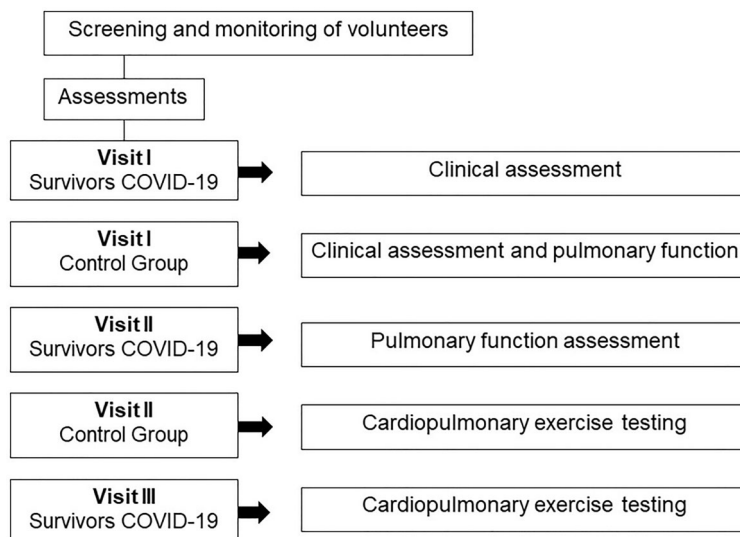 Screening and monitoring of volunteers
Assessments
Visit I
Survivors COVID-19
Clinical assessment
Visit I
Control Group
Clinical assessment and pulmonary function
Visit II
Survivors COVID-19
Pulmonary function assessment
Visit II
Control Group
Cardiopulmonary exercise testing
Visit III
Survivors COVID-19
Cardiopulmonary exercise testing